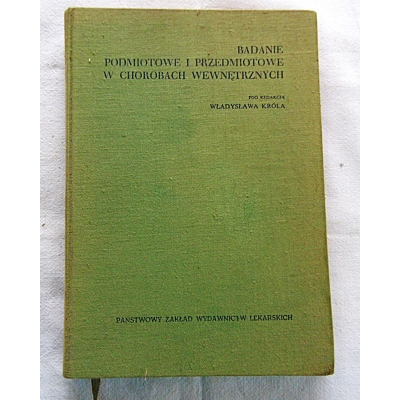 BADANIE
PODMIOTOWE I PRZEDMIOTOWE
W CHOROBACH WEWNĘTRZNYCH
POD REDAKCJĄ
WŁADYSŁAWA KRÓLA
PAŃSTWOWY ZAKŁAD WYDAWNICTW LEKARSKICH